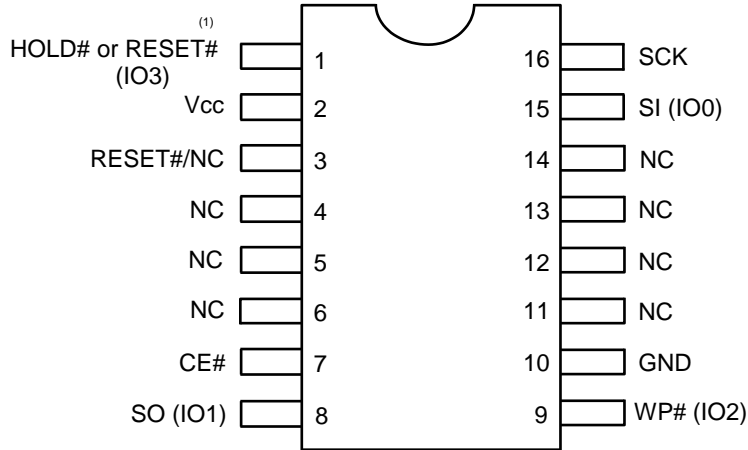 (1)
HOLD# or RESET#
(IO3)
1
16
SCK
Vcc
2
15
SI (IO0)
RESET#/NC
3
14
NC
NC
4
13
NC
NC
5
12
NC
NC
6
11
NC
CE#
7
10
GND
SO (IO1)
8
9
WP# (IO2)